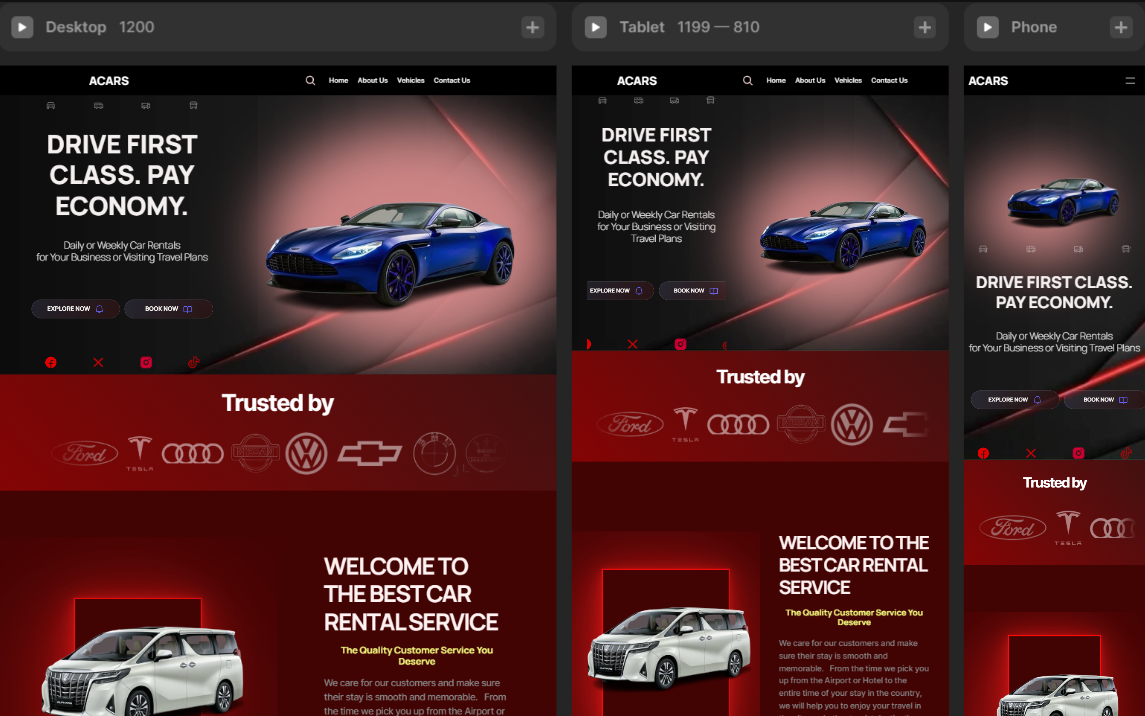 Desktop 1200
ACARS
Home About Us Vehicles Contact Us
DRIVE FIRST
CLASS. PAY
ECONOMY.
Daily or Weekly Car Rentals
for Your Business or Visiting Travel Plans
EXPLORE NOW
BOOK NOW
Trusted by
Ford
TESLA
NISSAN
WELCOME TO
THE BEST CAR
RENTAL SERVICE
The Quality Customer Service You
Deserve
We care for our customers and make
sure their stay is smooth and
their stay is smooth and memorable. From
the time we pick you up from the Airport or
Tablet 1199 — 810
ACARS
Home About Us Vehicles Contact Us
DRIVE FIRST
CLASS. PAY
ECONOMY.
Daily or Weekly Car Rentals
for Your Business or Visiting
Travel Plans
EXPLORE NOW
BOOK NOW
Trusted by
Ford
TESLA
NISSAN
WELCOME TO THE
BEST CAR RENTAL
SERVICE
The Quality Customer Service You
Deserve
We care for our customers and make
sure their stay is smooth and
memorable. From the time we pick you
up from the Airport or Hotel to the
entire time of your stay in the country,
we will help you to enjoy your travel in
Phone
ACARS
DRIVE FIRST CLASS.
PAY ECONOMY.
Daily or Weekly Car Rentals
for Your Business or Visiting Travel Plans
EXPLORE NOW
BOOK NOW
Trusted by
Ford
TESLA